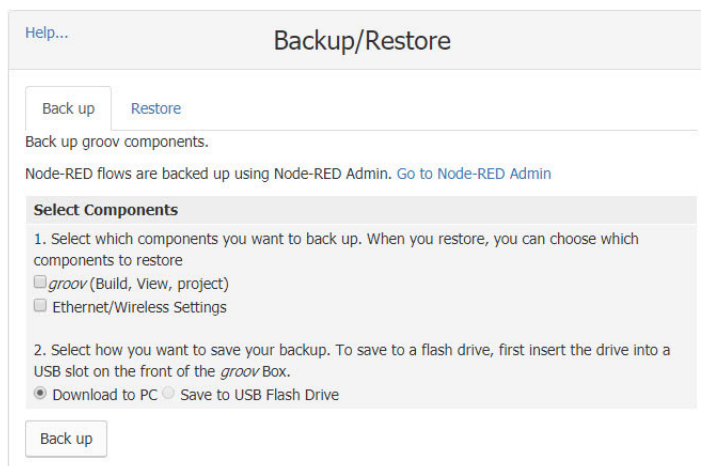 Help...
Backup/Restore
Back up
Restore
Back up groov components.
Node-RED flows are backed up using Node-RED Admin. Go to Node-RED Admin
Select Components
1. Select which components you want to back up. When you restore, you can choose which
components to restore
groov (Build, View, project)
Ethernet/Wireless Settings
2. Select how you want to save your backup. To save to a flash drive, first insert the drive into a
USB slot on the front of the groov Box.
Download to PC Save to USB Flash Drive
Back up